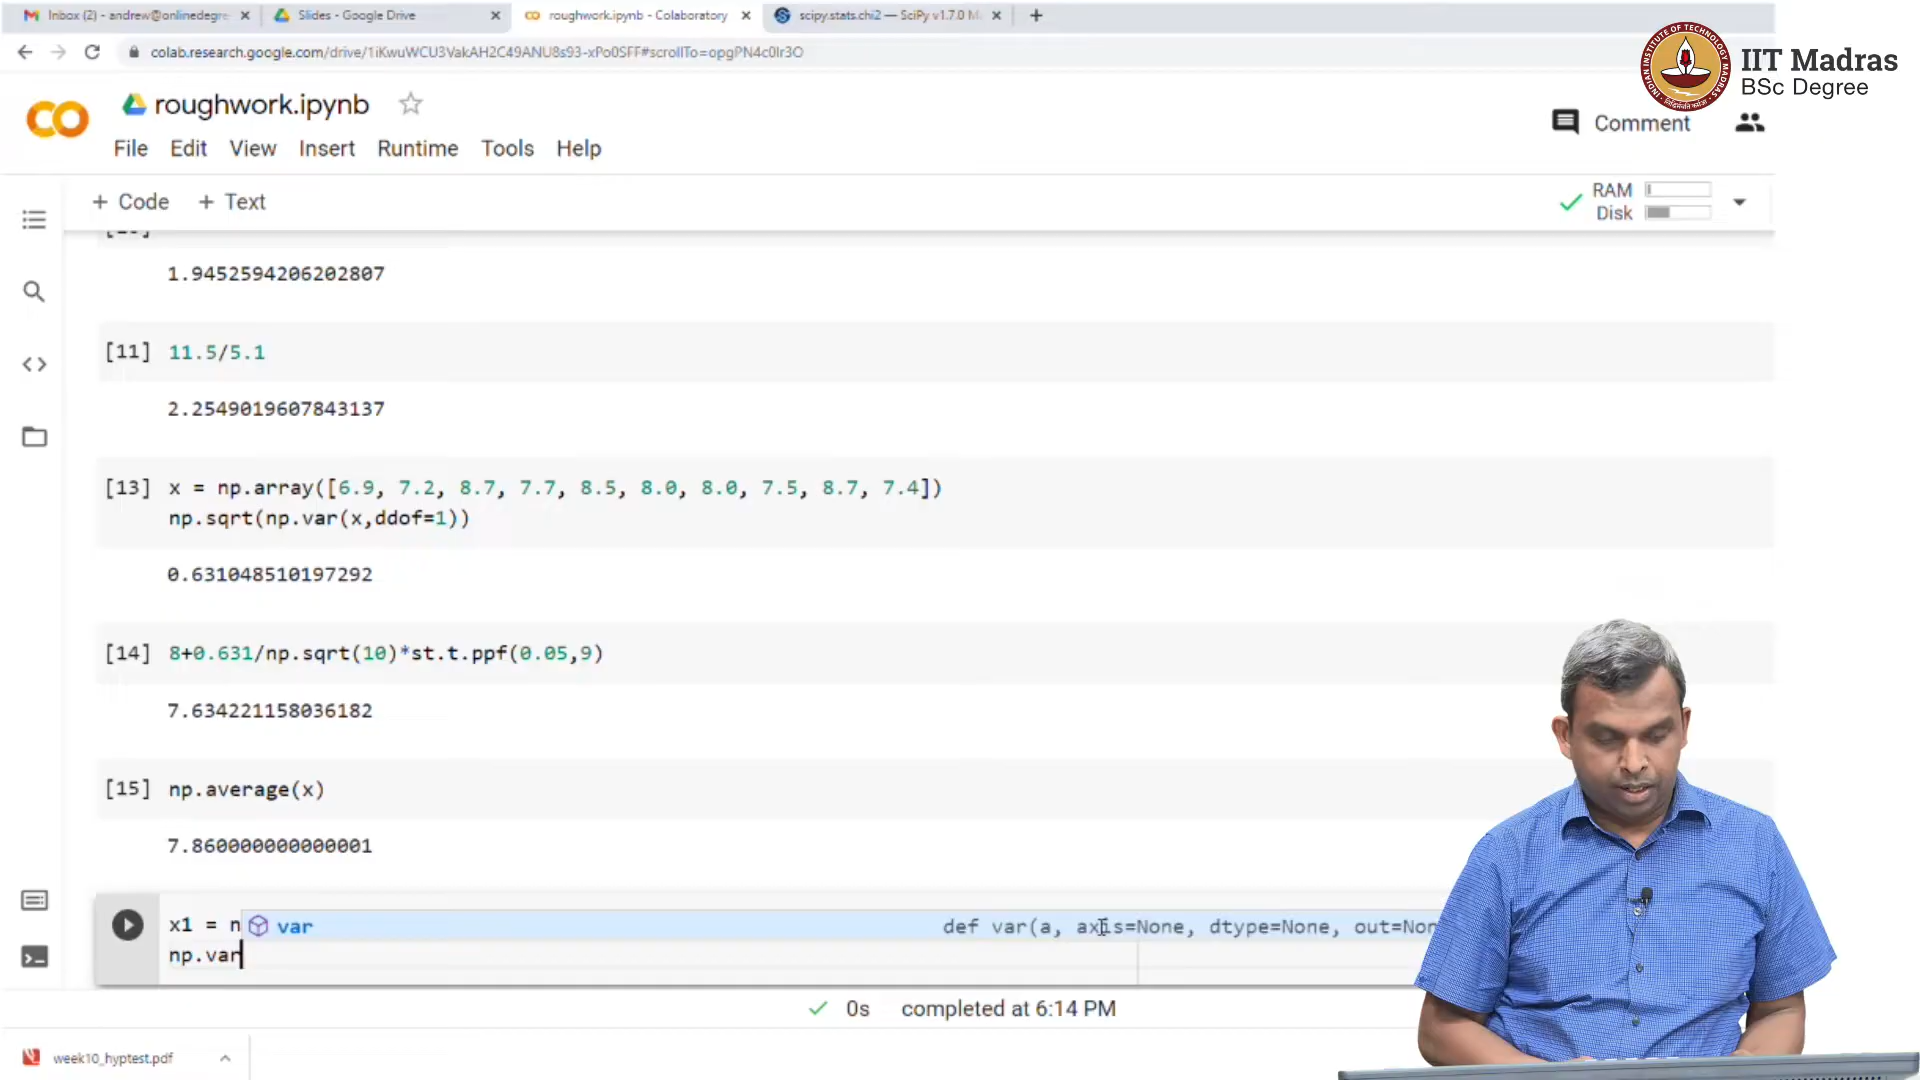 Inbox (2) - andrew@onlinedegre
Slides - Google Drive
roughwork.ipynb - Colaboratory
scipy.stats.chi2 — SciPy v1.7.0 M
colab.research.google.com/drive/1iKwuWCU3VakAH2C49ANU8s93-xPo0SFF#scrollTo=opgPN4c0Ir3O
IIT Madras
BSc Degree
roughwork.ipynb
Comment
File Edit View Insert Runtime Tools Help
+ Code + Text
RAM
Disk
1.9452594206202807
[11] 11.5/5.1
2.2549019607843137
[13] x = np.array([6.9, 7.2, 8.7, 7.7, 8.5, 8.0, 8.0, 7.5, 8.7, 7.4])
np.sqrt(np.var(x,ddof=1))
0.631048510197292
[14] 8+0.631/np.sqrt(10)*st.t.ppf(0.05,9)
7.634221158036182
[15] np.average(x)
7.860000000000001
x1 = n
var def var(a, axis=None, dtype=None, out=Non
np.var
0s completed at 6:14 PM
week10_hyptest.pdf